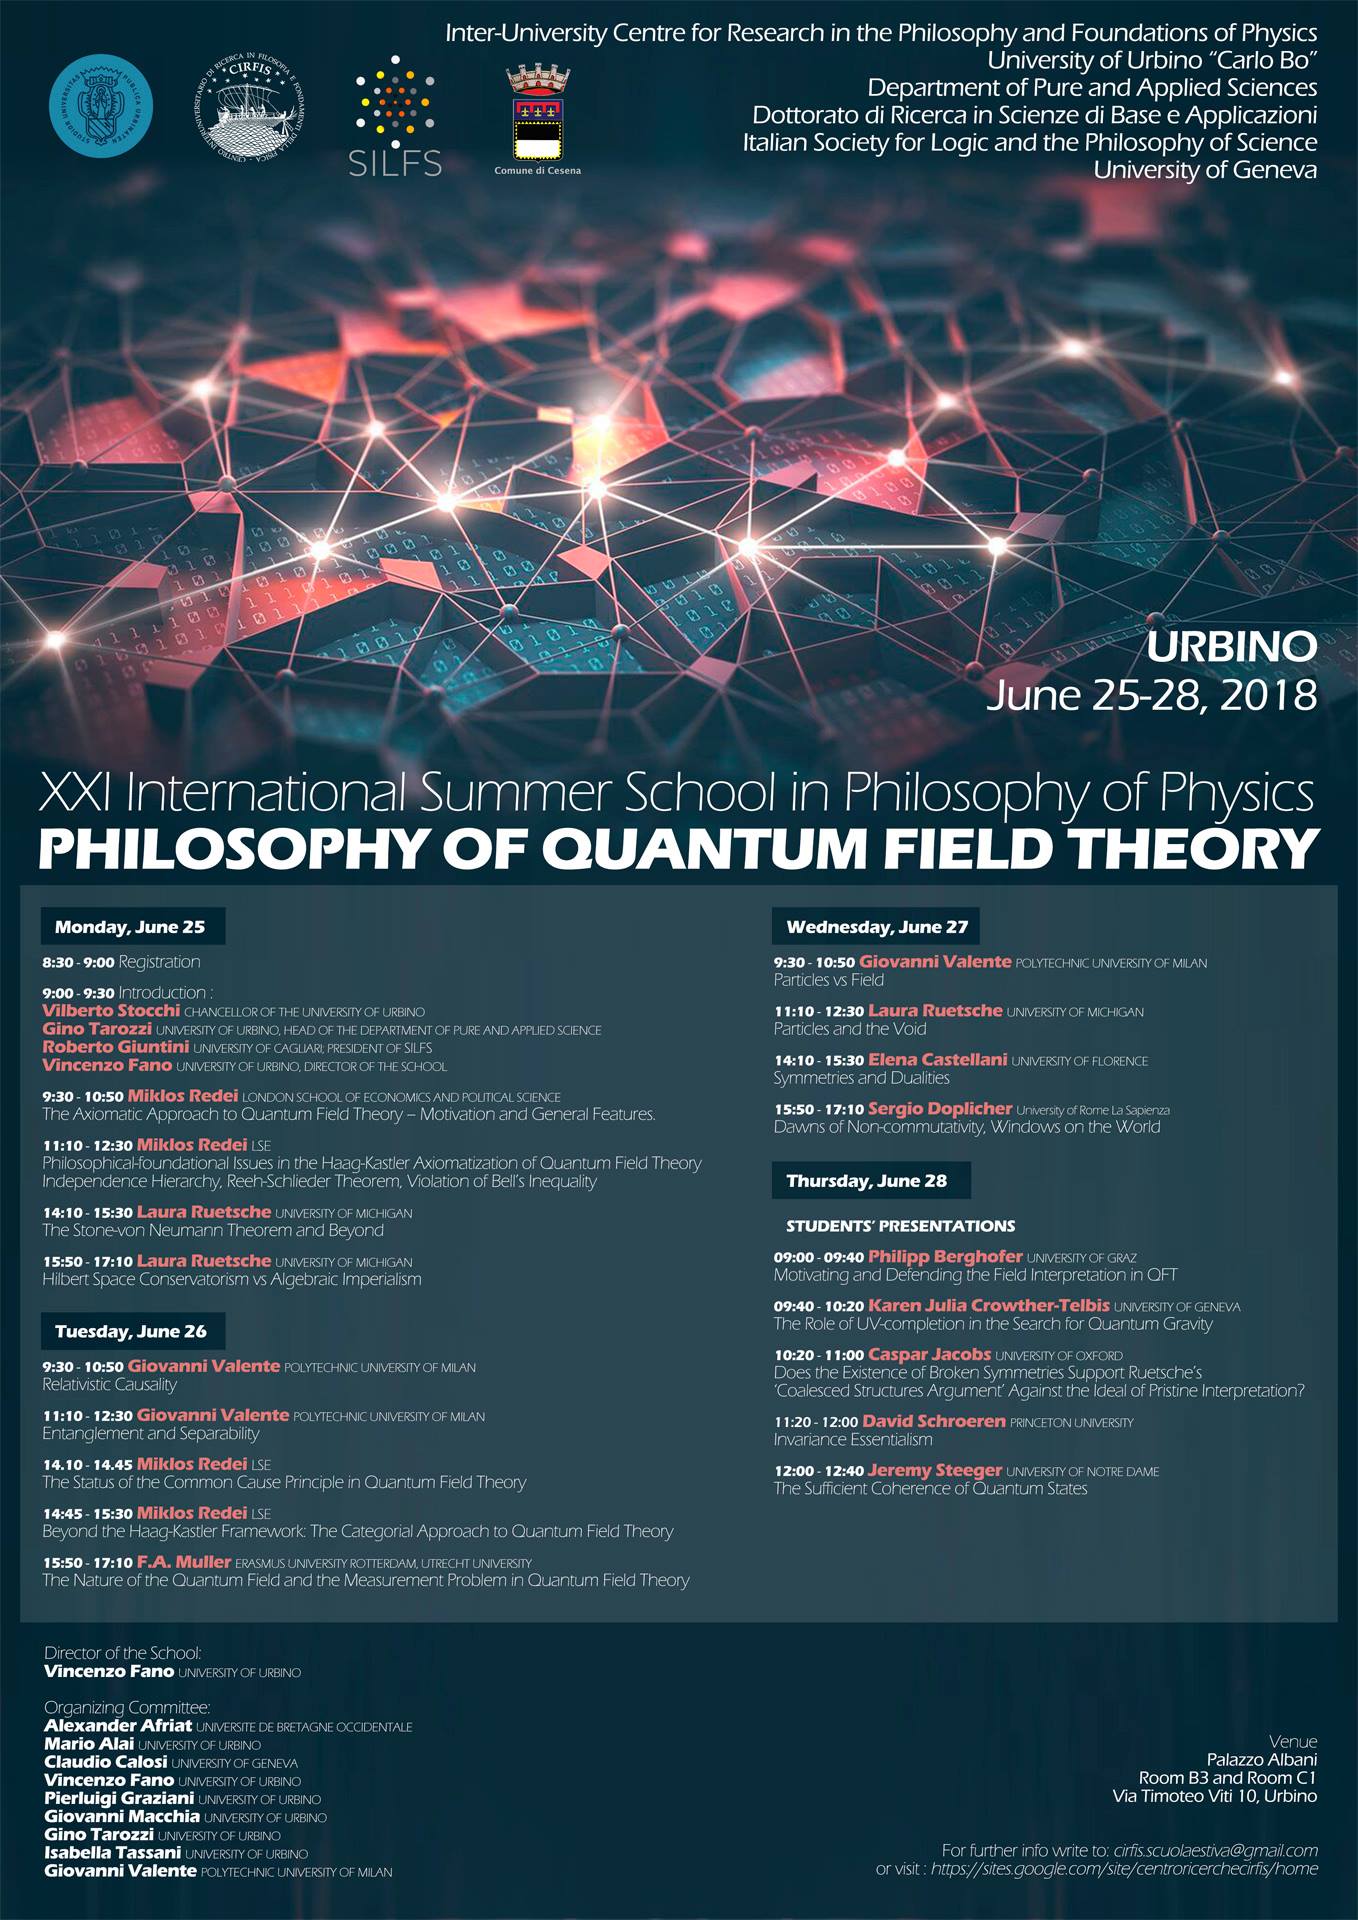 STUDIORUM UNIVERSITAS PUBLICA URBINATEN
CENTRO INTERUNIVERSITARIO DI RICERCA IN FILOSOFIA E FONDAMENTI DELLA FISICA
CIRFIS
SILFS
Comune di Cesena
Inter-University Centre for Research in the Philosophy and Foundations of Physics
University of Urbino “Carlo Bo”
Department of Pure and Applied Sciences
Dottorato di Ricerca in Scienze di Base e Applicazioni
Italian Society for Logic and the Philosophy of Science
University of Geneva
URBINO
June 25-28, 2018
XXI International Summer School in Philosophy of Physics
PHILOSOPHY OF QUANTUM FIELD THEORY
Monday, June 25
8:30 - 9:00 Registration
9:00 - 9:30 Introduction :
Vilberto Stocchi CHANCELLOR OF THE UNIVERSITY OF URBINO
Gino Tarozzi UNIVERSITY OF URBINO, HEAD OF THE DEPARTMENT OF PURE AND APPLIED SCIENCE
Roberto Giuntini UNIVERSITY OF CAGLIARI; PRESIDENT OF SILFS
Vincenzo Fano UNIVERSITY OF URBINO, DIRECTOR OF THE SCHOOL
9:30 - 10:50 Miklos Redei LONDON SCHOOL OF ECONOMICS AND POLITICAL SCIENCE
The Axiomatic Approach to Quantum Field Theory – Motivation and General Features.
11:10 - 12:30 Miklos Redei LSE
Philosophical-foundational Issues in the Haag-Kastler Axiomatization of Quantum Field Theory
Independence Hierarchy, Reeh-Schlieder Theorem, Violation of Bell’s Inequality
14:10 - 15:30 Laura Ruetsche UNIVERSITY OF MICHIGAN
The Stone-von Neumann Theorem and Beyond
15:50 - 17:10 Laura Ruetsche UNIVERSITY OF MICHIGAN
Hilbert Space Conservatorism vs Algebraic Imperialism
Tuesday, June 26
9:30 - 10:50 Giovanni Valente POLYTECHNIC UNIVERSITY OF MILAN
Relativistic Causality
11:10 - 12:30 Giovanni Valente POLYTECHNIC UNIVERSITY OF MILAN
Entanglement and Separability
14.10 - 14.45 Miklos Redei LSE
The Status of the Common Cause Principle in Quantum Field Theory
14:45 - 15:30 Miklos Redei LSE
Beyond the Haag-Kastler Framework: The Categorial Approach to Quantum Field Theory
15:50 - 17:10 F.A. Muller ERASMUS UNIVERSITY ROTTERDAM, UTRECHT UNIVERSITY
The Nature of the Quantum Field and the Measurement Problem in Quantum Field Theory
Wednesday, June 27
9:30 - 10:50 Giovanni Valente POLYTECHNIC UNIVERSITY OF MILAN
Particles vs Field
11:10 - 12:30 Laura Ruetsche UNIVERSITY OF MICHIGAN
Particles and the Void
14:10 - 15:30 Elena Castellani UNIVERSITY OF FLORENCE
Symmetries and Dualities
15:50 - 17:10 Sergio Doplicher University of Rome La Sapienza
Dawns of Non-commutativity, Windows on the World
Thursday, June 28
STUDENTS’ PRESENTATIONS
09:00 - 09:40 Philipp Berghofer UNIVERSITY OF GRAZ
Motivating and Defending the Field Interpretation in QFT
09:40 - 10:20 Karen Julia Crowther-Telbis UNIVERSITY OF GENEVA
The Role of UV-completion in the Search for Quantum Gravity
10:20 - 11:00 Caspar Jacobs UNIVERSITY OF OXFORD
Does the Existence of Broken Symmetries Support Ruetsche’s
‘Coalesced Structures Argument’ Against the Ideal of Pristine Interpretation?
11:20 - 12:00 David Schroeren PRINCETON UNIVERSITY
Invariance Essentialism
12:00 - 12:40 Jeremy Steeger UNIVERSITY OF NOTRE DAME
The Sufficient Coherence of Quantum States
Director of the School:
Vincenzo Fano UNIVERSITY OF URBINO
Organizing Committee:
Alexander Afriat UNIVERSITE DE BRETAGNE OCCIDENTALE
Mario Alai UNIVERSITY OF URBINO
Claudio Calosi UNIVERSITY OF GENEVA
Vincenzo Fano UNIVERSITY OF URBINO
Pierluigi Graziani UNIVERSITY OF URBINO
Giovanni Macchia UNIVERSITY OF URBINO
Gino Tarozzi UNIVERSITY OF URBINO
Isabella Tassani UNIVERSITY OF URBINO
Giovanni Valente POLYTECHNIC UNIVERSITY OF MILAN
Venue
Palazzo Albani
Room B3 and Room C1
Via Timoteo Viti 10, Urbino
For further info write to: cirfis.scuolaestiva@gmail.com
or visit : https://sites.google.com/site/centroricerchecirfis/home